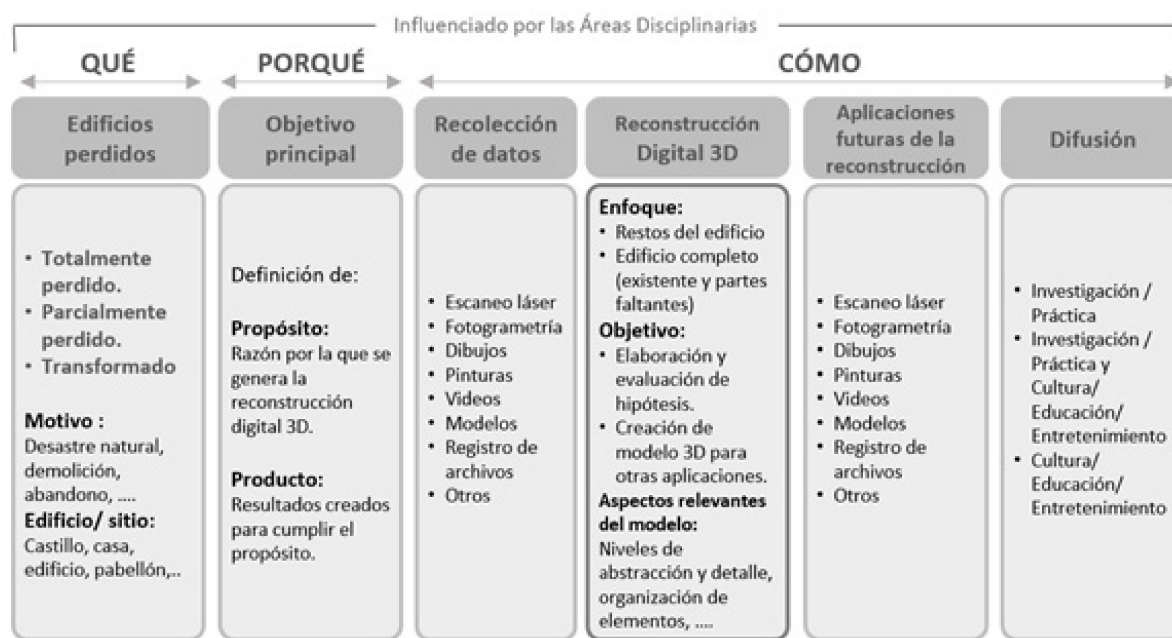 Influenciado por las Áreas Disciplinarias
QUÉ
PORQUÉ
CÓMO
Edificios
perdidos
Objetivo
principal
Recolección
de datos
Reconstrucción
Digital 3D
Aplicaciones
futuras de la
reconstrucción
Difusión
• Totalmente
perdido.
• Parcialmente
perdido.
• Transformado
Motivo :
Desastre natural,
demolición,
abandono, ....
Edificio/ sitio:
Castillo, casa,
edificio, pabellón,..
Definición de:
Propósito:
Razón por la que se
genera la
reconstrucción
digital 3D.
Producto:
Resultados creados
para cumplir el
propósito.
• Escaneo láser
• Fotogrametría
• Dibujos
• Pinturas
• Videos
• Modelos
• Registro de
archivos
• Otros
Enfoque:
• Restos del edificio
• Edificio completo
(existente y partes
faltantes)
Objetivo:
• Elaboración y
evaluación de
hipótesis.
• Creación de
modelo 3D para
otras aplicaciones.
Aspectos relevantes
del modelo:
Niveles de
abstracción y detalle,
organización de
elementos, ....
• Escaneo láser
• Fotogrametría
• Dibujos
• Pinturas
• Videos
• Modelos
• Registro de
archivos
• Otros
• Investigación /
Práctica
• Investigación /
Práctica y
Cultura/
Educación/
Entretenimiento
• Cultura/
Educación/
Entretenimiento